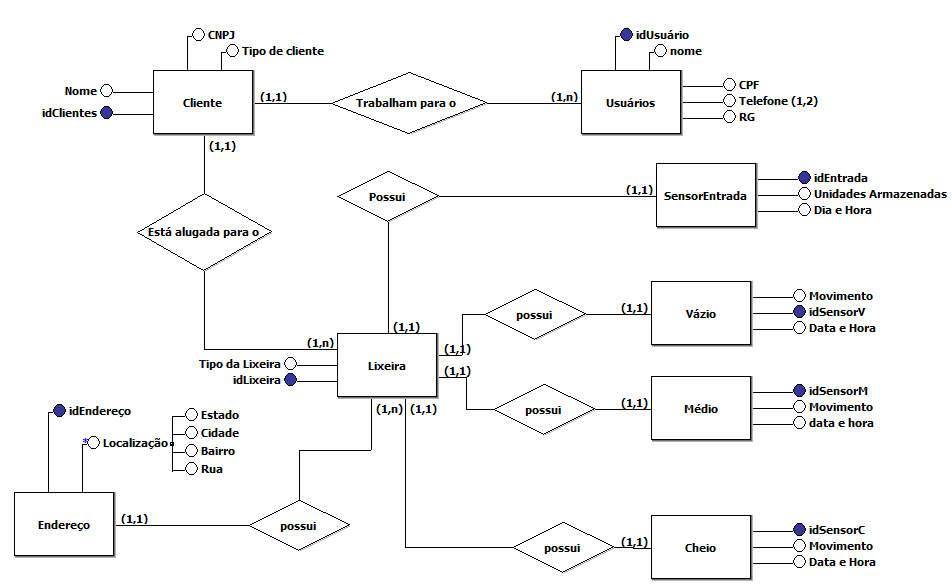 CNPJ
Tipo de cliente
Nome
idClientes
Cliente
(1,1)
Trabalham para o
(1,n)
idUsuário
nome
Usuários
CPF
Telefone (1,2)
RG
(1,1)
Está alugada para o
(1,n)
Possui
(1,1)
(1,1)
SensorEntrada
idEntrada
Unidades Armazenadas
Dia e Hora
Tipo da Lixeira
idLixeira
Lixeira
(1,1)
possui
(1,1)
Vázio
Movimento
idSensorV
Data e Hora
(1,1)
possui
(1,1)
Médio
idSensorM
Movimento
data e hora
(1,n)
(1,1)
idEndereço
* Localização
Estado
Cidade
Bairro
Rua
Endereço
(1,1)
possui
possui
(1,1)
Cheio
idSensorC
Movimento
Data e Hora